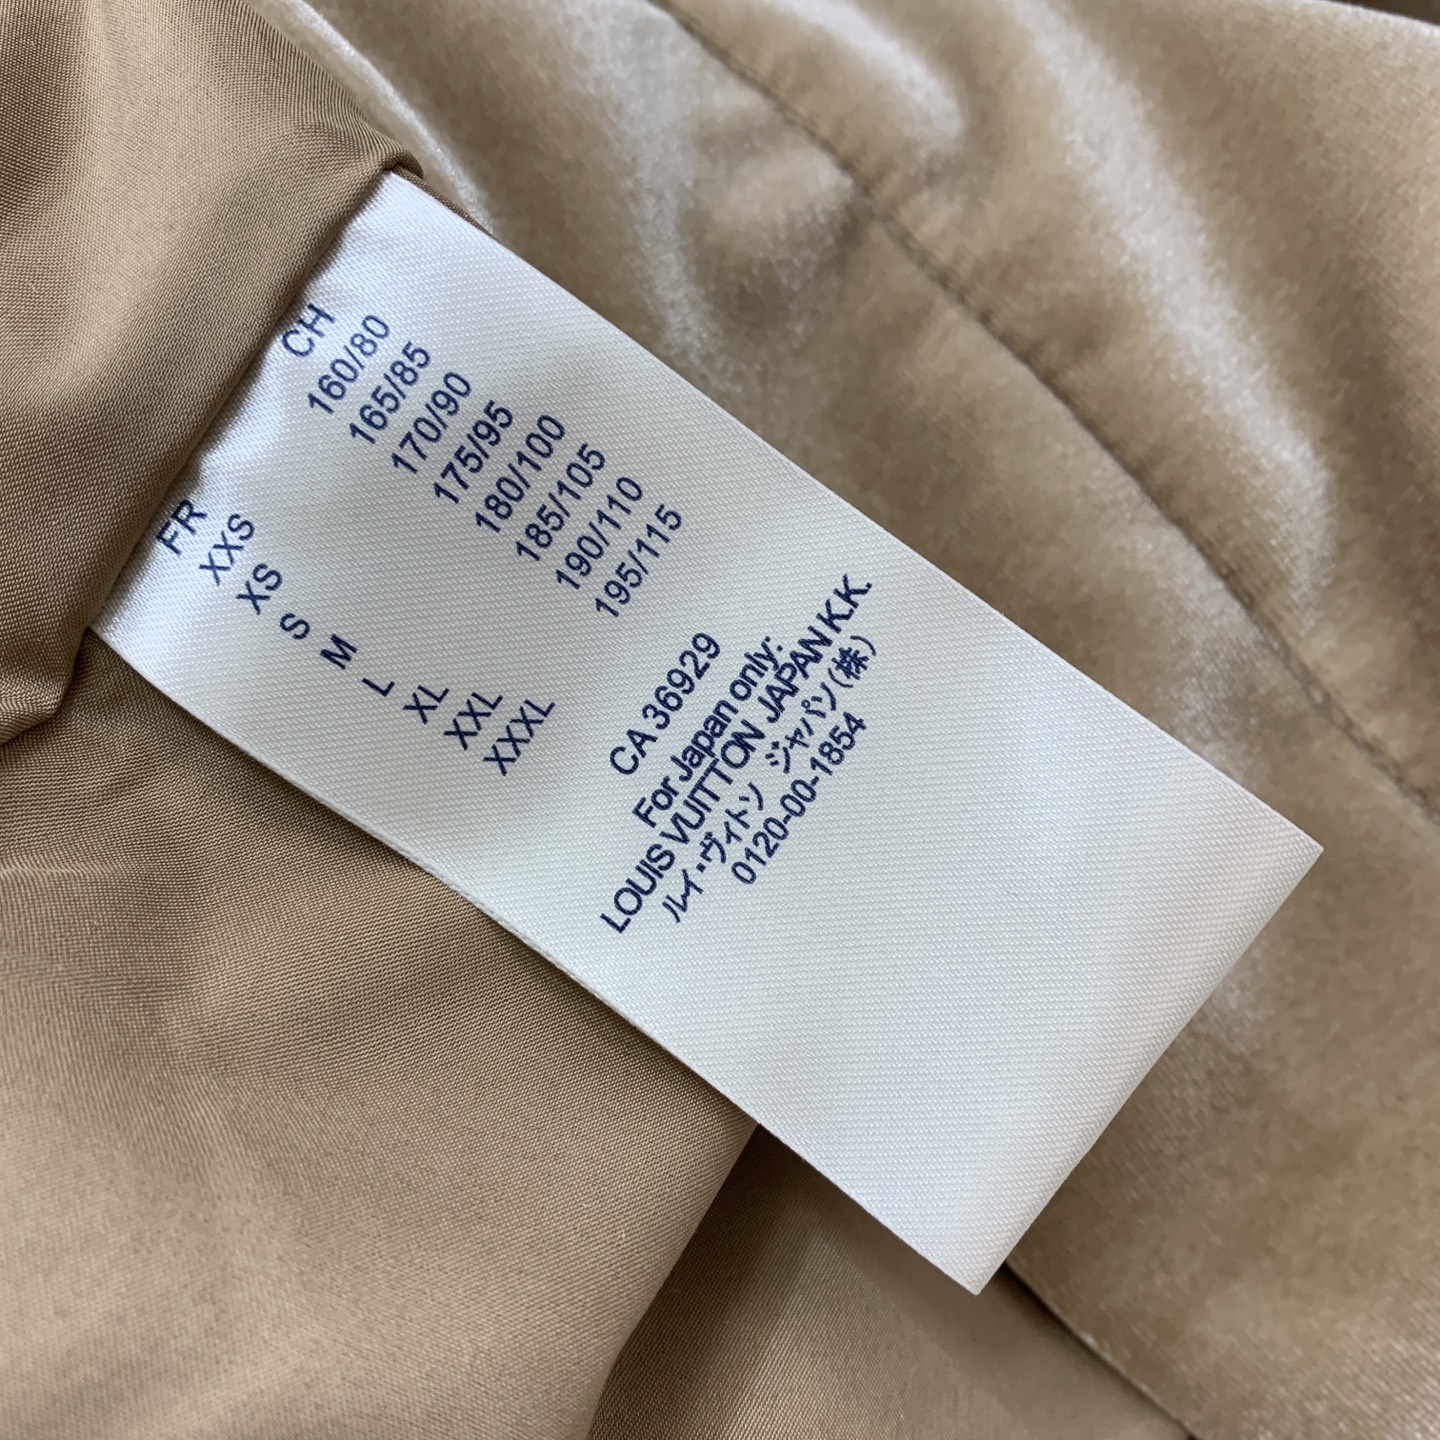 FR CH
XXS 160/80
XS 165/85
S 170/90
M 175/95
L 180/100
XL 185/105
XXL 190/110
XXXL 195/115
CA 36929
For Japan only:
LOUIS VUITTON JAPAN K.K.
ルイ・ヴィトン ジャパン(株)
0120-00-1854